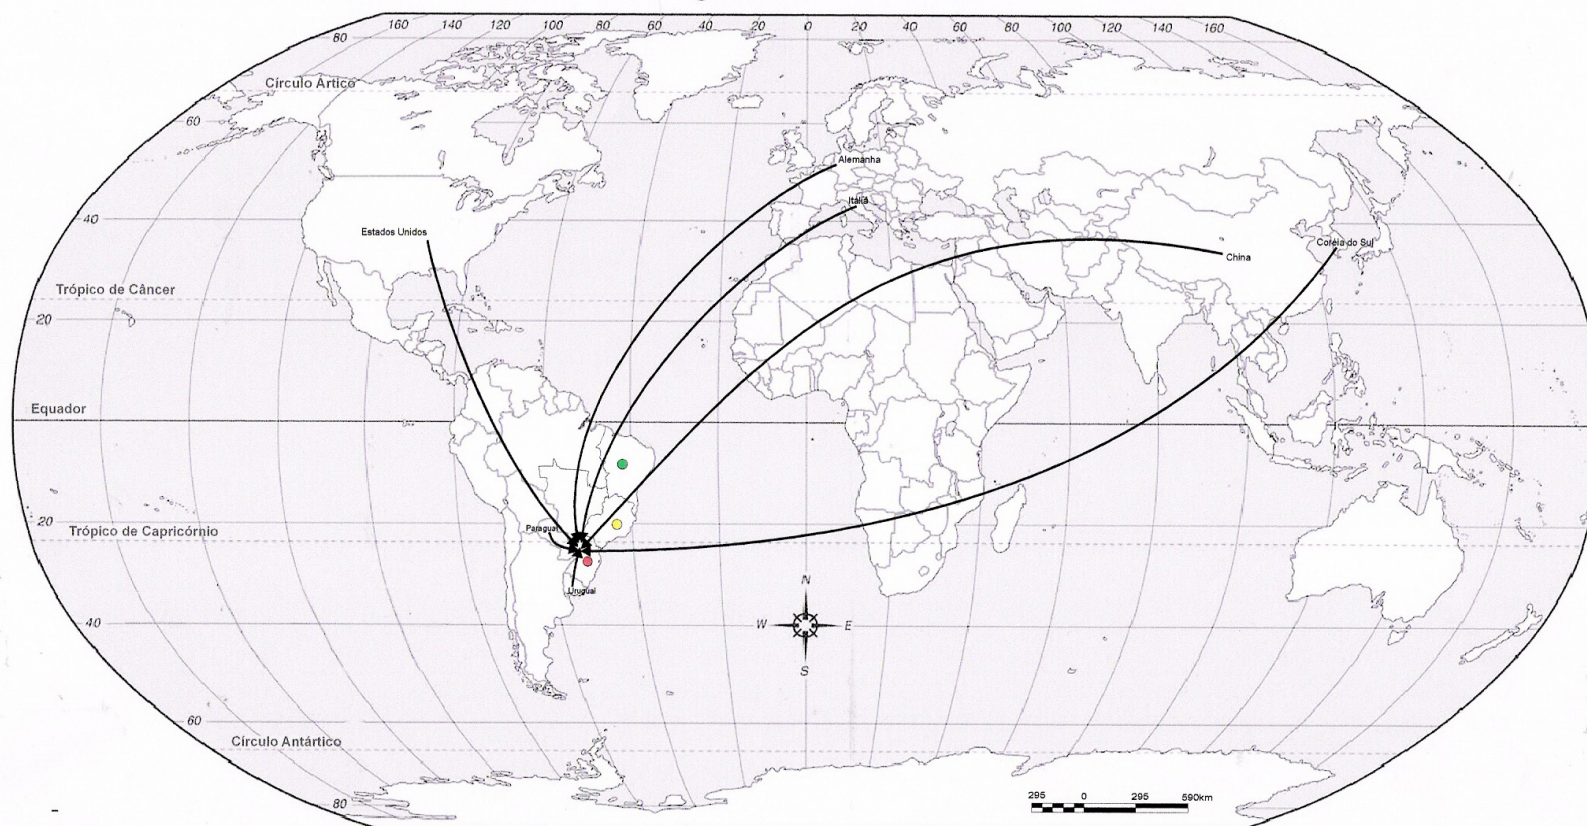 160 140 120 100 80 60 40 20 0 20 40 60 80 100 120 140 160
80
Círculo Ártico
60
Alemanha
Itália
40
Estados Unidos
Coréia do Sul
China
Trópico de Câncer
20
Equador
20
Paraguai
Trópico de Capricórnio
Uruguai
N
W E
S
40
60
Círculo Antártico
80
295 0 295 590km